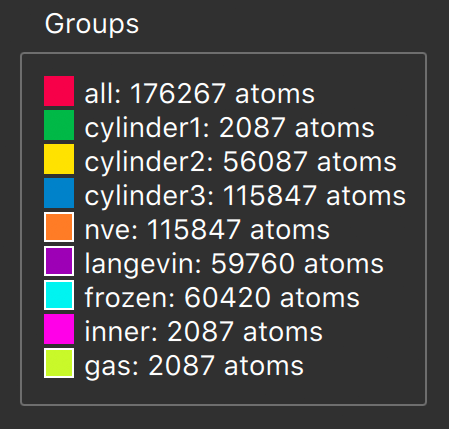 Groups
all: 176267 atoms
cylinder1: 2087 atoms
cylinder2: 56087 atoms
cylinder3: 115847 atoms
nve: 115847 atoms
langevin: 59760 atoms
frozen: 60420 atoms
inner: 2087 atoms
gas: 2087 atoms